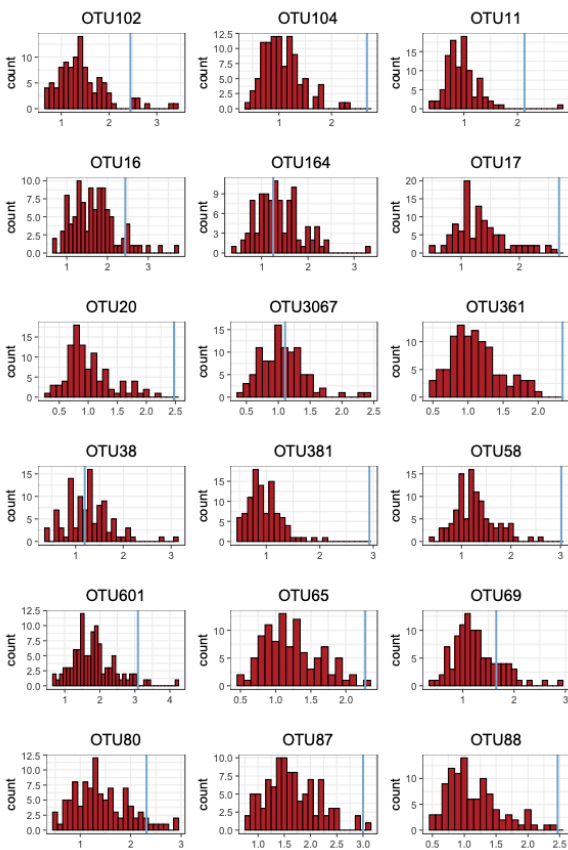 OTU102 OTU104 OTU11
count 10 5 0 count 12.5 10.0 7.5 5.0 2.5 0.0 count 15 10 5 0
1 2 3 1 2 1 2
OTU16 OTU164 OTU17
count 10.0 7.5 5.0 2.5 0.0 count 9 6 3 0 count 20 15 10 5 0
1 2 3 1 2 3 1 2
OTU20 OTU3067 OTU361
count 15 10 5 0 count 15 10 5 0 count 10 5 0
0.5 1.0 1.5 2.0 2.5 0.5 1.0 1.5 2.0 2.5 0.5 1.0 1.5 2.0
OTU38 OTU381 OTU58
count 15 10 5 0 count 15 10 5 0 count 15 10 5 0
1 2 3 1 2 3 1 2 3
OTU601 OTU65 OTU69
count 12.5 10.0 7.5 5.0 2.5 0.0 count 10 5 0 count 10 5 0
1 2 3 4 0.5 1.0 1.5 2.0 1 2 3
OTU80 OTU87 OTU88
count 12.5 10.0 7.5 5.0 2.5 0.0 count 10.0 7.5 5.0 2.5 0.0 count 10 5 0
1 2 3 1.0 1.5 2.0 2.5 3.0 0.5 1.0 1.5 2.0 2.5